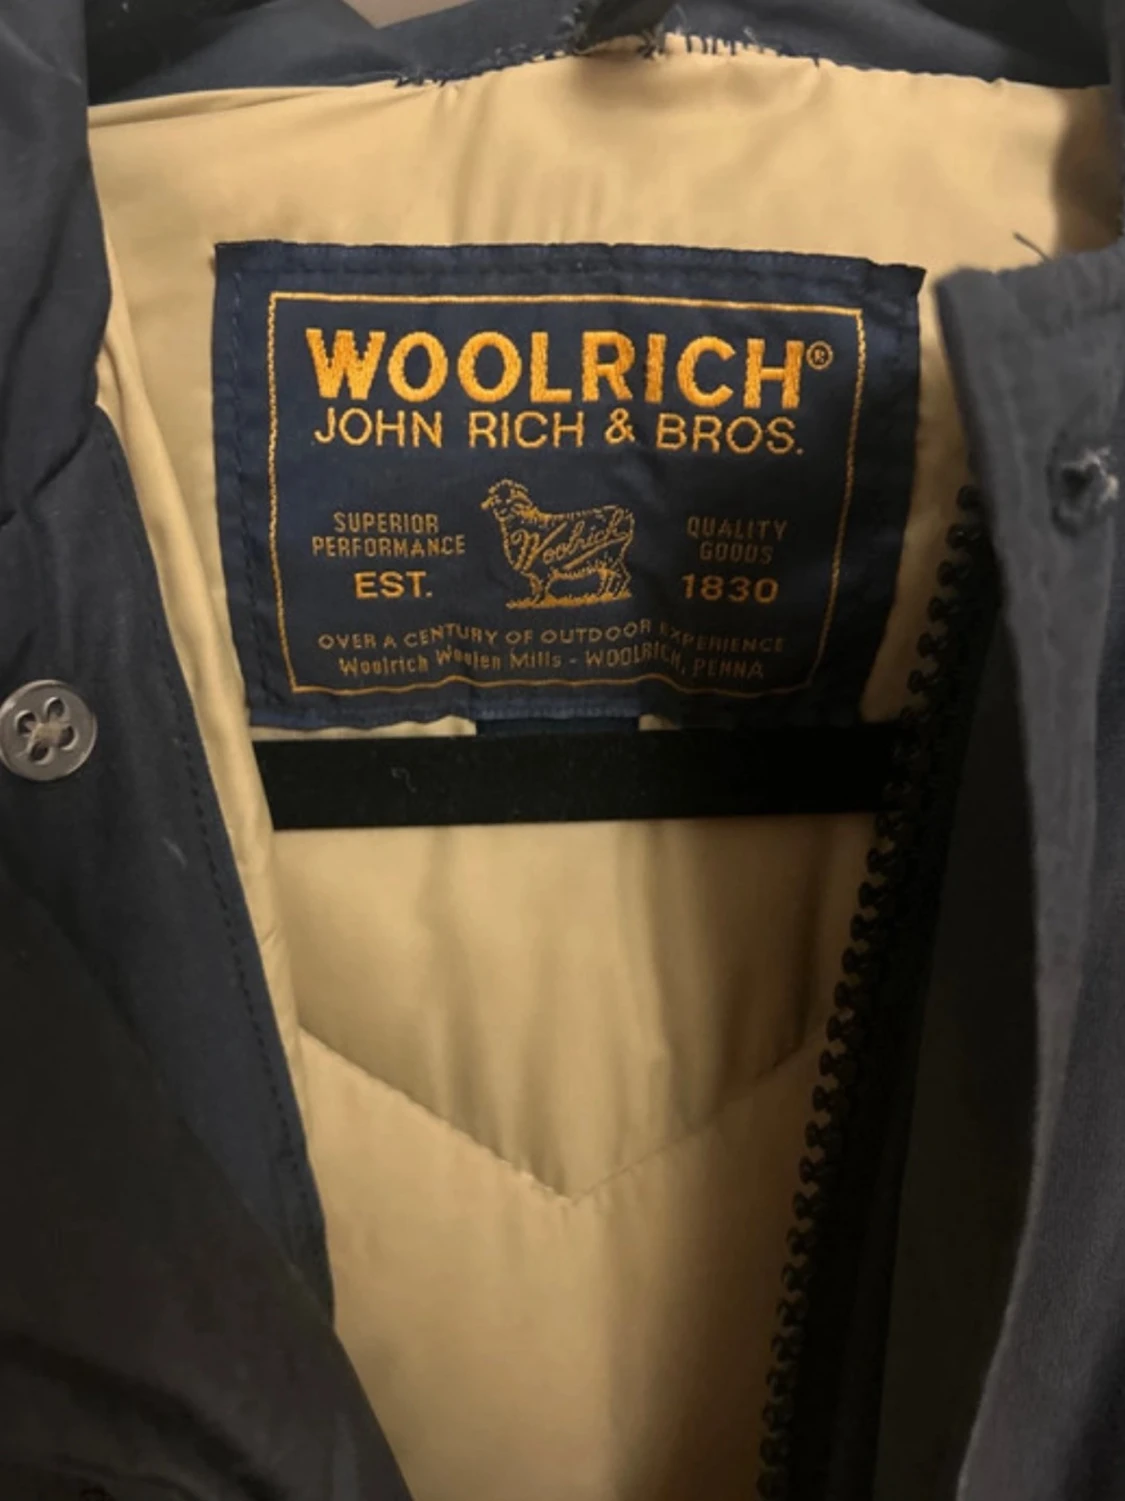 WOOLRICH®
JOHN RICH & BROS.
SUPERIOR
PERFORMANCE
EST.
Woolrich
QUALITY
GOODS
1830
OVER A CENTURY OF OUTDOOR EXPERIENCE
Woolrich Woolen Mills - WOOLRICH, PENNA